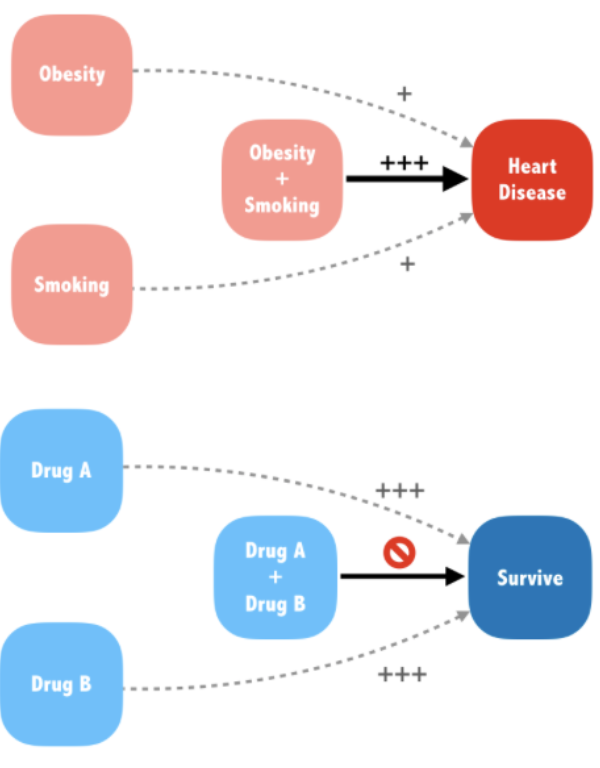 Obesity
+
Obesity
+
Smoking
+++
Heart
Disease
Smoking
+
Drug A
+++
Drug A
+
Drug B
Survive
Drug B
+++